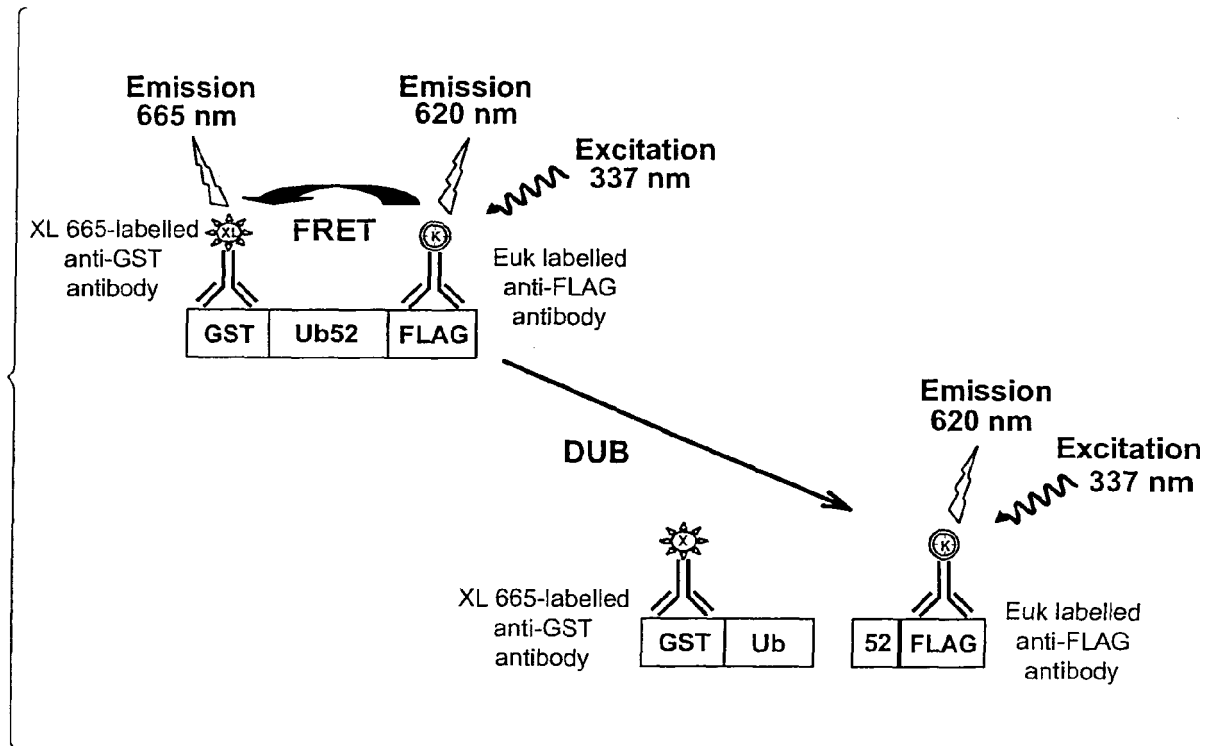 Emission
665 nm
Emission
620 nm
Excitation
337 nm
XL 665-labelled
anti-GST
antibody
XL
FRET
K
Euk labelled
anti-FLAG
antibody
GST
Ub52
FLAG
DUB
Emission
620 nm
Excitation
337 nm
XL 665-labelled
anti-GST
antibody
X
K
Euk labelled
anti-FLAG
antibody
GST
Ub
52
FLAG